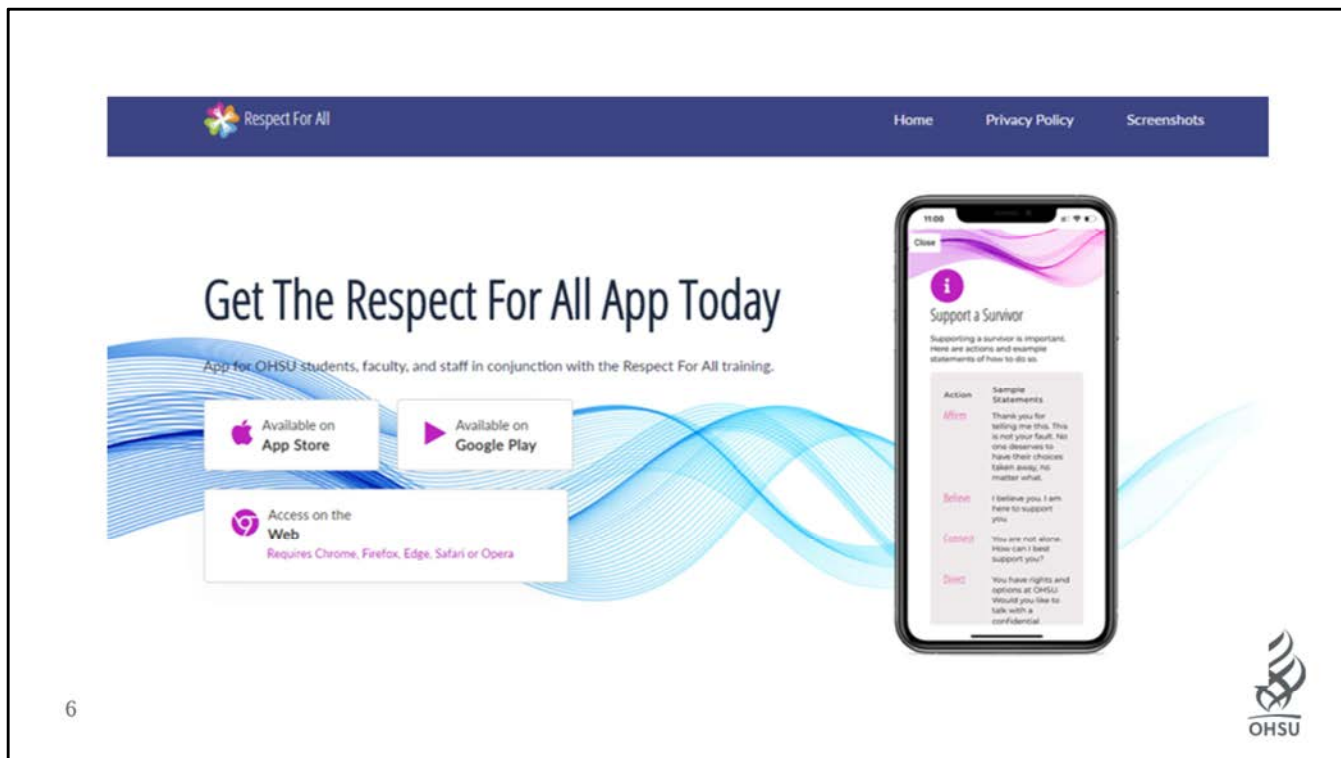 Respect For All
Home Privacy Policy Screenshots
Get The Respect For All App Today
App for OHSU students, faculty, and staff in conjunction with the Respect For All training.
Available on
App Store
Available on
Google Play
Access on the
Web
Requires Chrome, Firefox, Edge, Safari or Opera
11:00
Close
i
Support a Survivor
Supporting a survivor is important.
Here are actions and example
statements of how to do so.
Action Sample
Statements
Affirm Thank you for
telling me this. This
is not your fault. No
one deserves to
have their choices
taken away, no
matter what.
Believe I believe you. I am
here to support
you
Connect You are not alone.
How can I best
support you?
Direct You have rights and
options at OHSU.
Would you like to
talk with a
confidential
6
OHSU